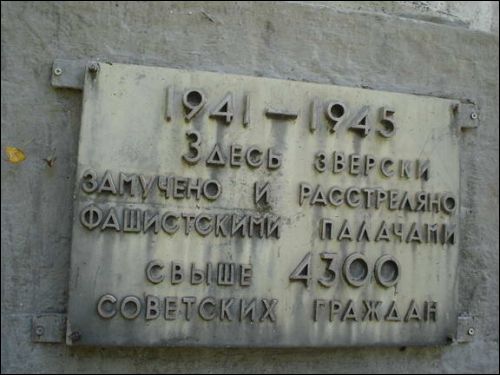 1941 — 1945
ЗДЕСЬ ЗВЕРСКИ
ЗАМУЧЕНО И РАССТРЕЛЯНО
ФАШИСТСКИМИ ПАЛАЧАМИ
СВЫШЕ 4300
СОВЕТСКИХ ГРАЖДАН